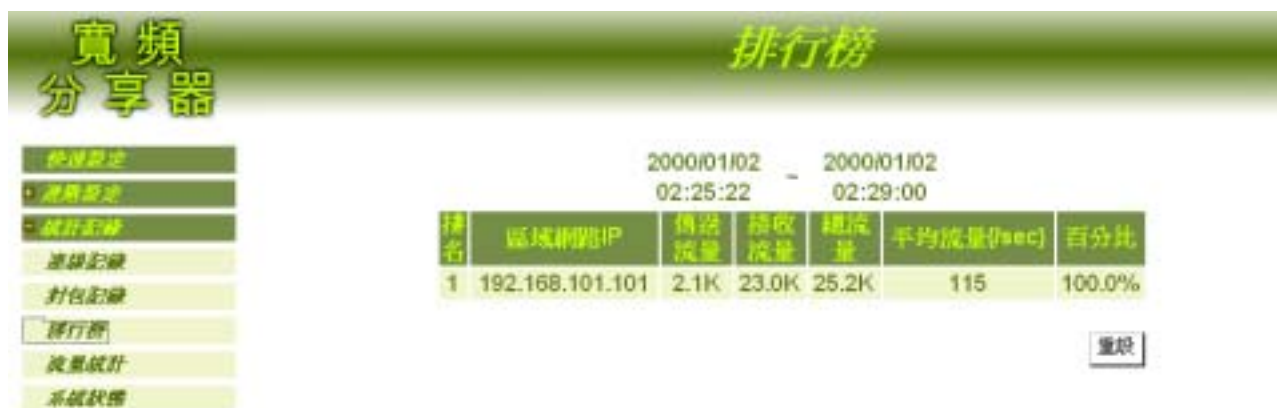 寬頻
分享器
排行榜
快速設定
進階設定
統計記錄
連線記錄
封包記錄
排行榜
流量統計
系統狀態
2000/01/02 ~ 2000/01/02
02:25:22 02:29:00
排名 區域網路IP 傳送流量 接收流量 總流量 平均流量(/sec) 百分比
1 192.168.101.101 2.1K 23.0K 25.2K 115 100.0%
重設